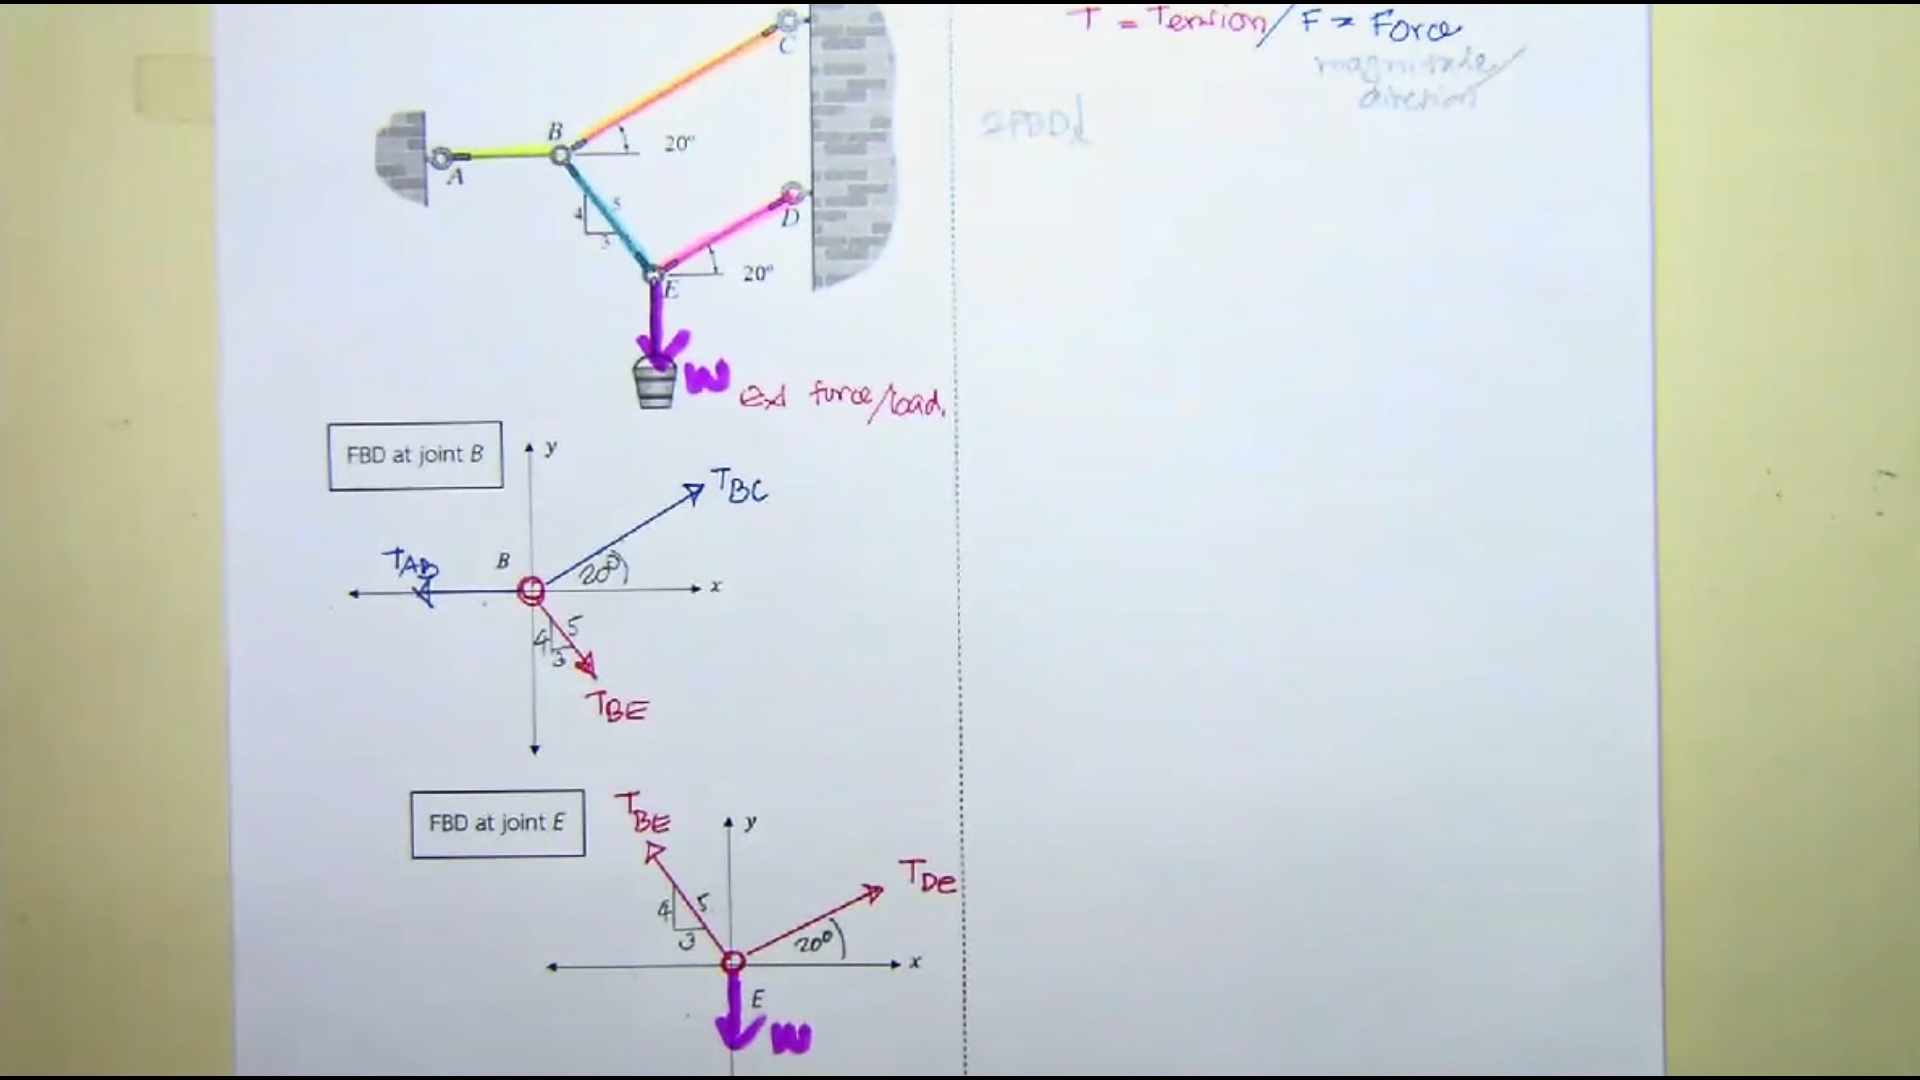 T = Tension / F = Force
magnitude /
direction
2FBD
C
B
20°
A
4
5
3
D
20°
E
W
ext force/load.
FBD at joint B
y
TBC
TAB
B
20°
x
4
5
3
TBE
FBD at joint E
TBE
y
TDE
4
5
3
20°
x
E
W